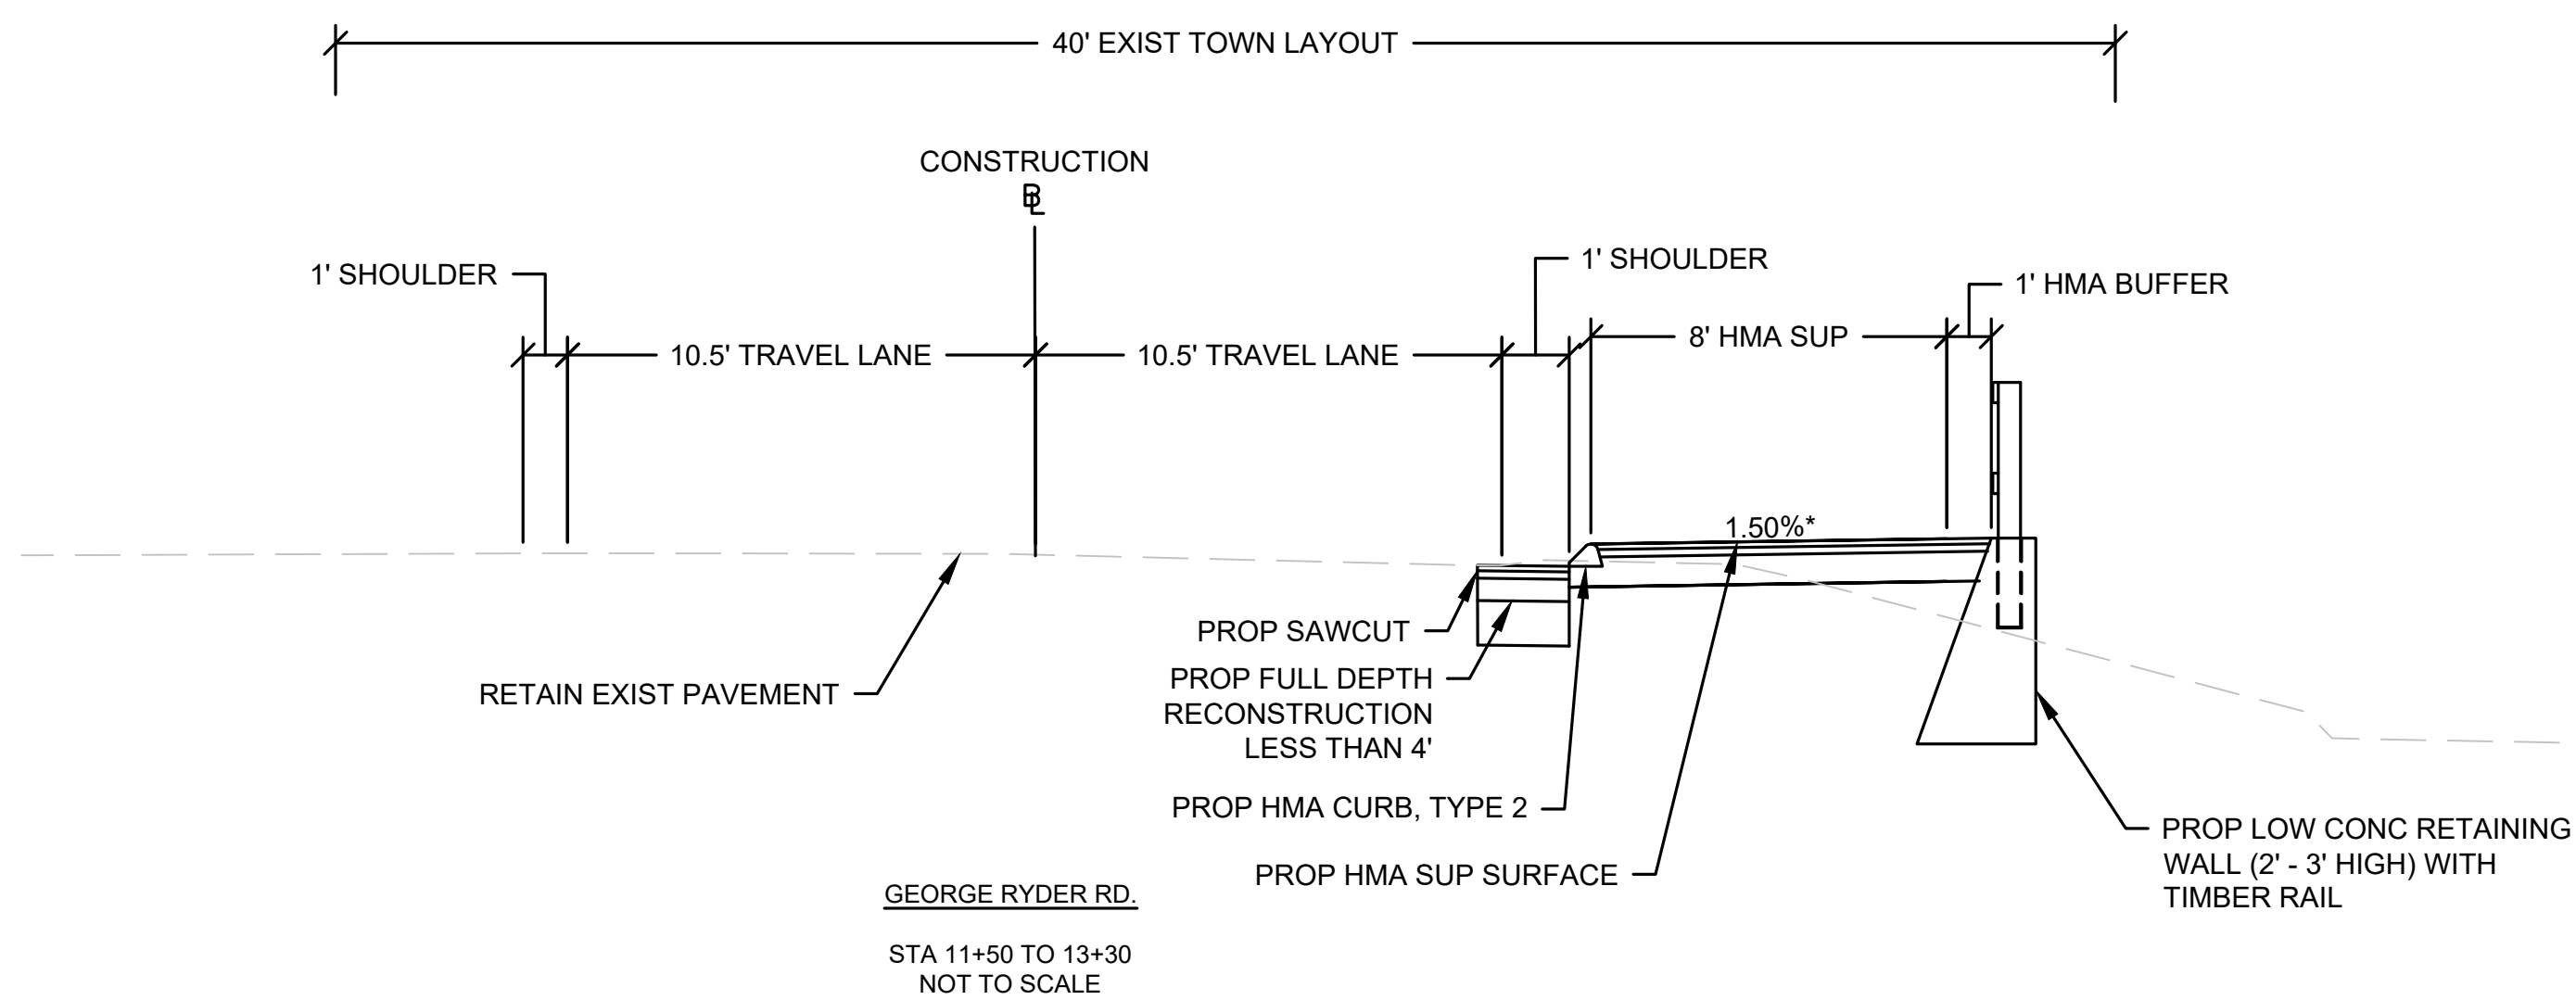 40' EXIST TOWN LAYOUT
CONSTRUCTION
BL
1' SHOULDER
1' SHOULDER
1' HMA BUFFER
10.5' TRAVEL LANE
10.5' TRAVEL LANE
8' HMA SUP
1.50%*
PROP SAWCUT
RETAIN EXIST PAVEMENT
PROP FULL DEPTH
RECONSTRUCTION
LESS THAN 4'
PROP HMA CURB, TYPE 2
PROP HMA SUP SURFACE
PROP LOW CONC RETAINING
WALL (2' - 3' HIGH) WITH
TIMBER RAIL
GEORGE RYDER RD.
STA 11+50 TO 13+30
NOT TO SCALE